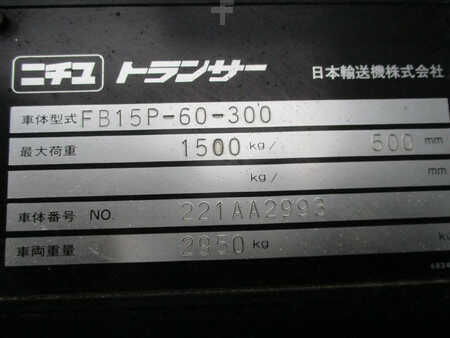 ニチユ トランサー 日本輸送機株式会社
車体型式 FB15P-60-300
最大荷重 1500 kg/ 500 mm
kg/ mm
車体番号 NO. 221AA2993
車両重量 2950 kg